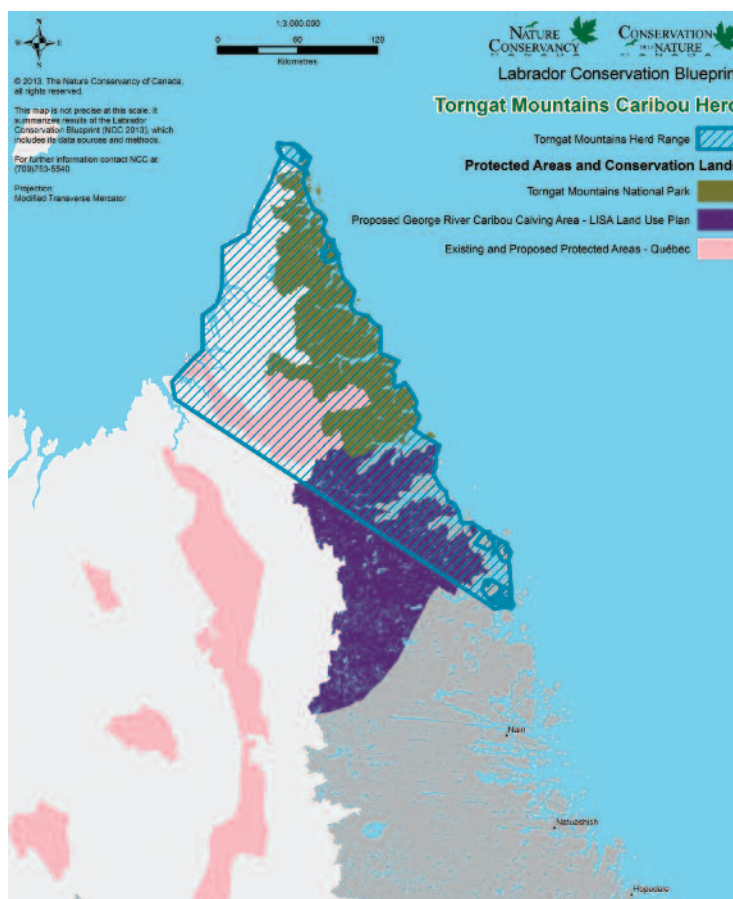 1:3,000,000
0 60 120
Kilometres
N
W E
S
© 2013, The Nature Conservancy of Canada,
all rights reserved.
This map is not precise at this scale. It
summarizes results of the Labrador
Conservation Blueprint (NCC 2013), which
includes its data sources and methods.
For further information contact NCC at
(709)753-5540
Projection:
Modified Transverse Mercator
NATURE
CONSERVANCY
CANADA
CONSERVATION
DE LA NATURE
CANADA
Labrador Conservation Blueprin
Torngat Mountains Caribou Herd
Torngat Mountains Herd Range
Protected Areas and Conservation Lands
Torngat Mountains National Park
Proposed George River Caribou Calving Area - LISA Land Use Plan
Existing and Proposed Protected Areas - Québec
Nain
Natuashish
Hopedale